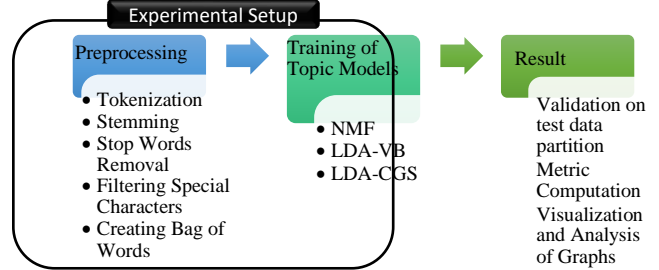 Experimental Setup
Preprocessing
• Tokenization
• Stemming
• Stop Words
Removal
• Filtering Special
Characters
• Creating Bag of
Words
Training of
Topic Models
• NMF
• LDA-VB
• LDA-CGS
Result
Validation on
test data
partition
Metric
Computation
Visualization
and Analysis
of Graphs